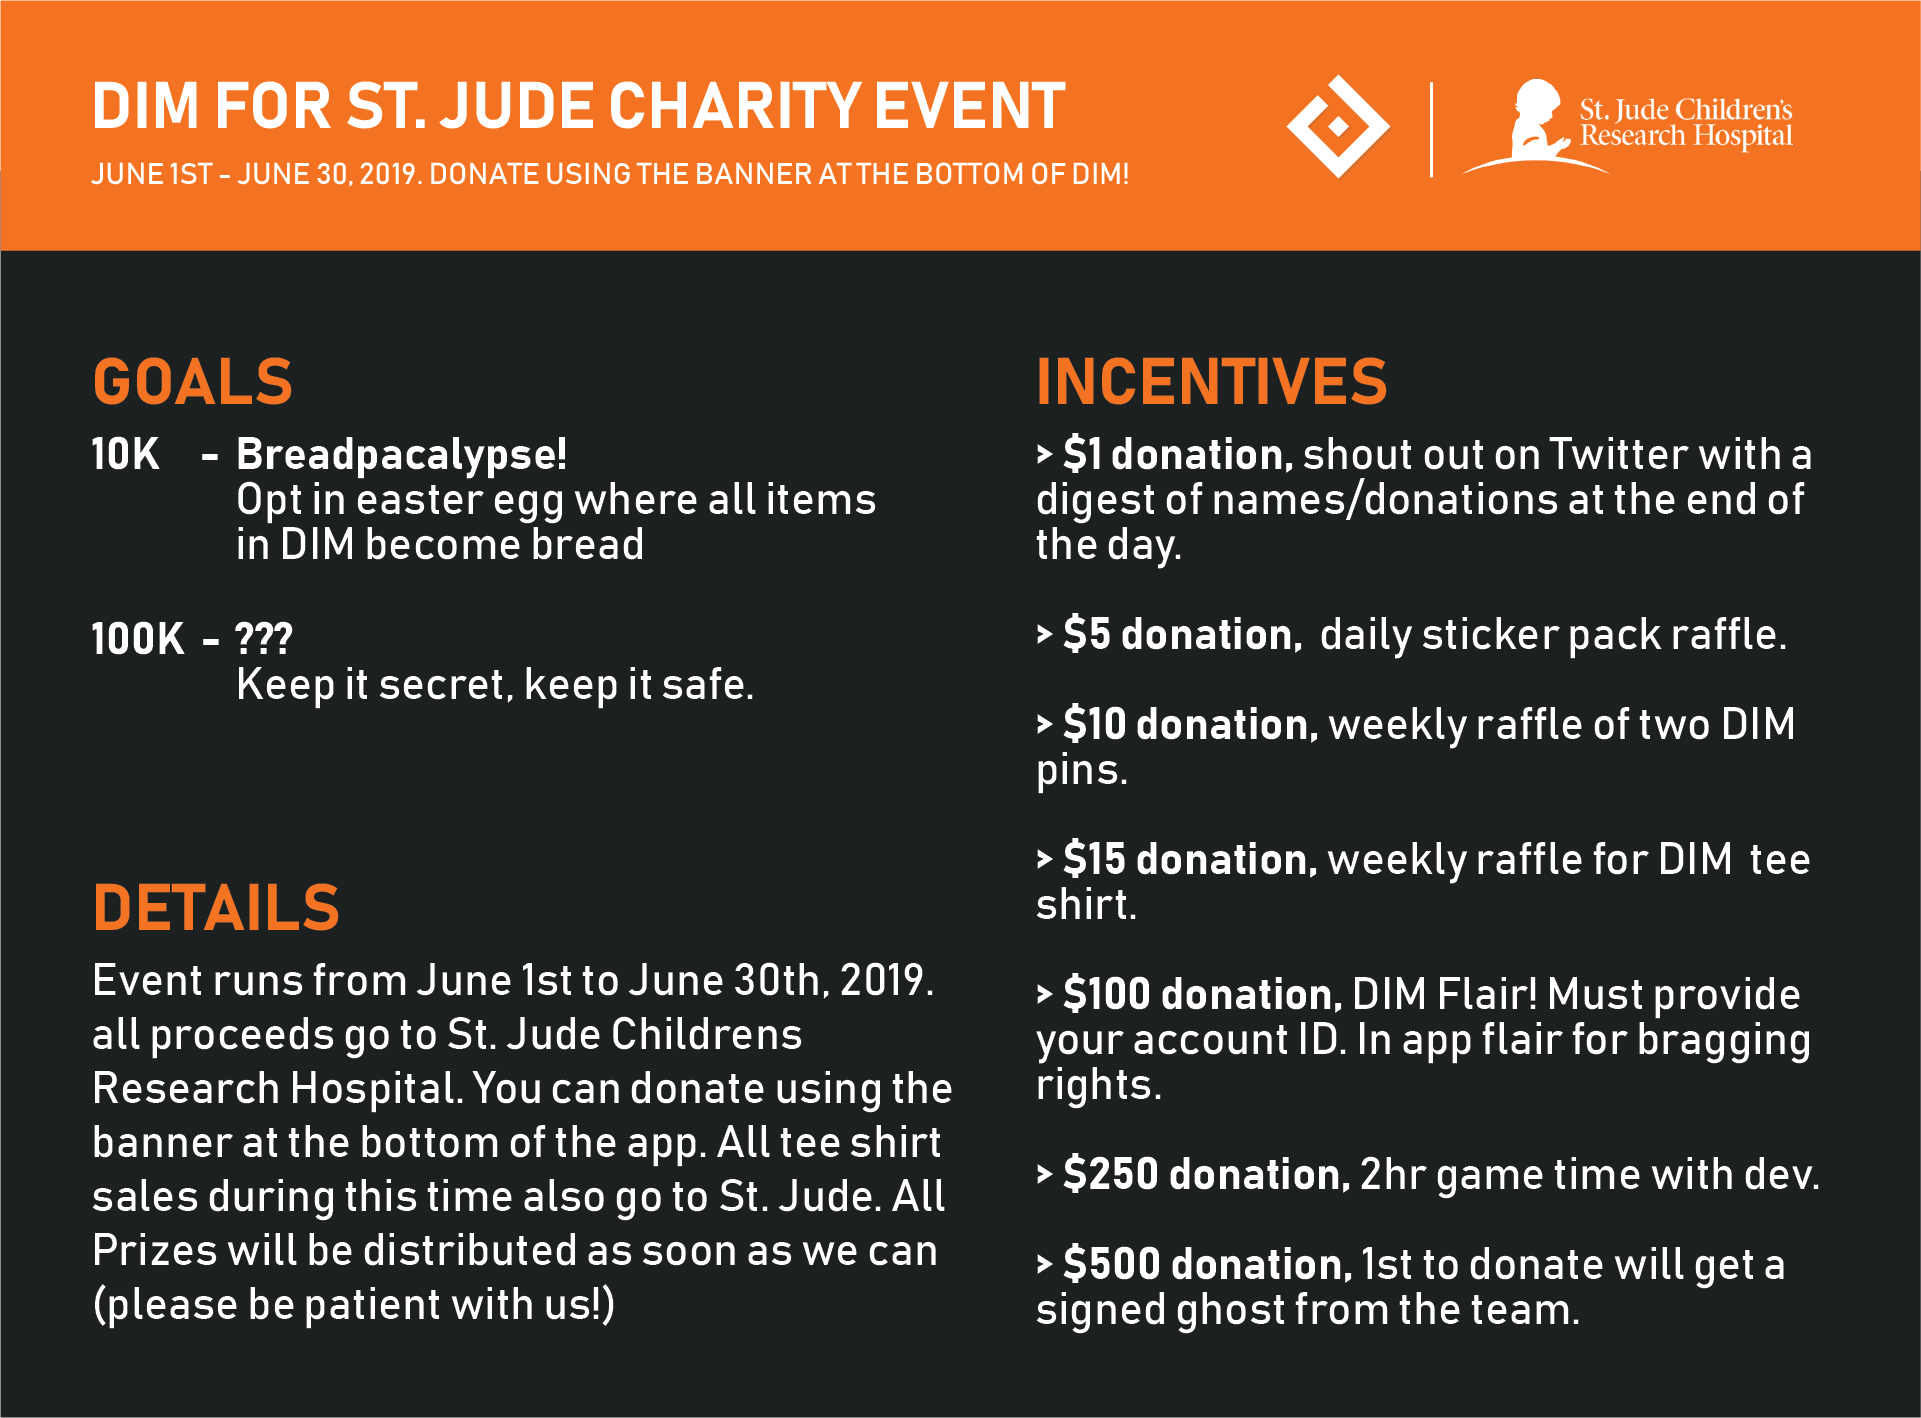 DIM FOR ST. JUDE CHARITY EVENT
JUNE 1ST - JUNE 30, 2019. DONATE USING THE BANNER AT THE BOTTOM OF DIM!
St. Jude Children's
Research Hospital
GOALS
10K - Breadpacalypse!
Opt in easter egg where all items
in DIM become bread
100K - ???
Keep it secret, keep it safe.
DETAILS
Event runs from June 1st to June 30th, 2019.
all proceeds go to St. Jude Childrens
Research Hospital. You can donate using the
banner at the bottom of the app. All tee shirt
sales during this time also go to St. Jude. All
Prizes will be distributed as soon as we can
(please be patient with us!)
INCENTIVES
> $1 donation, shout out on Twitter with a
digest of names/donations at the end of
the day.
> $5 donation,  daily sticker pack raffle.
> $10 donation, weekly raffle of two DIM
pins.
> $15 donation, weekly raffle for DIM  tee
shirt.
> $100 donation, DIM Flair! Must provide
your account ID. In app flair for bragging
rights.
> $250 donation, 2hr game time with dev.
> $500 donation, 1st to donate will get a
signed ghost from the team.